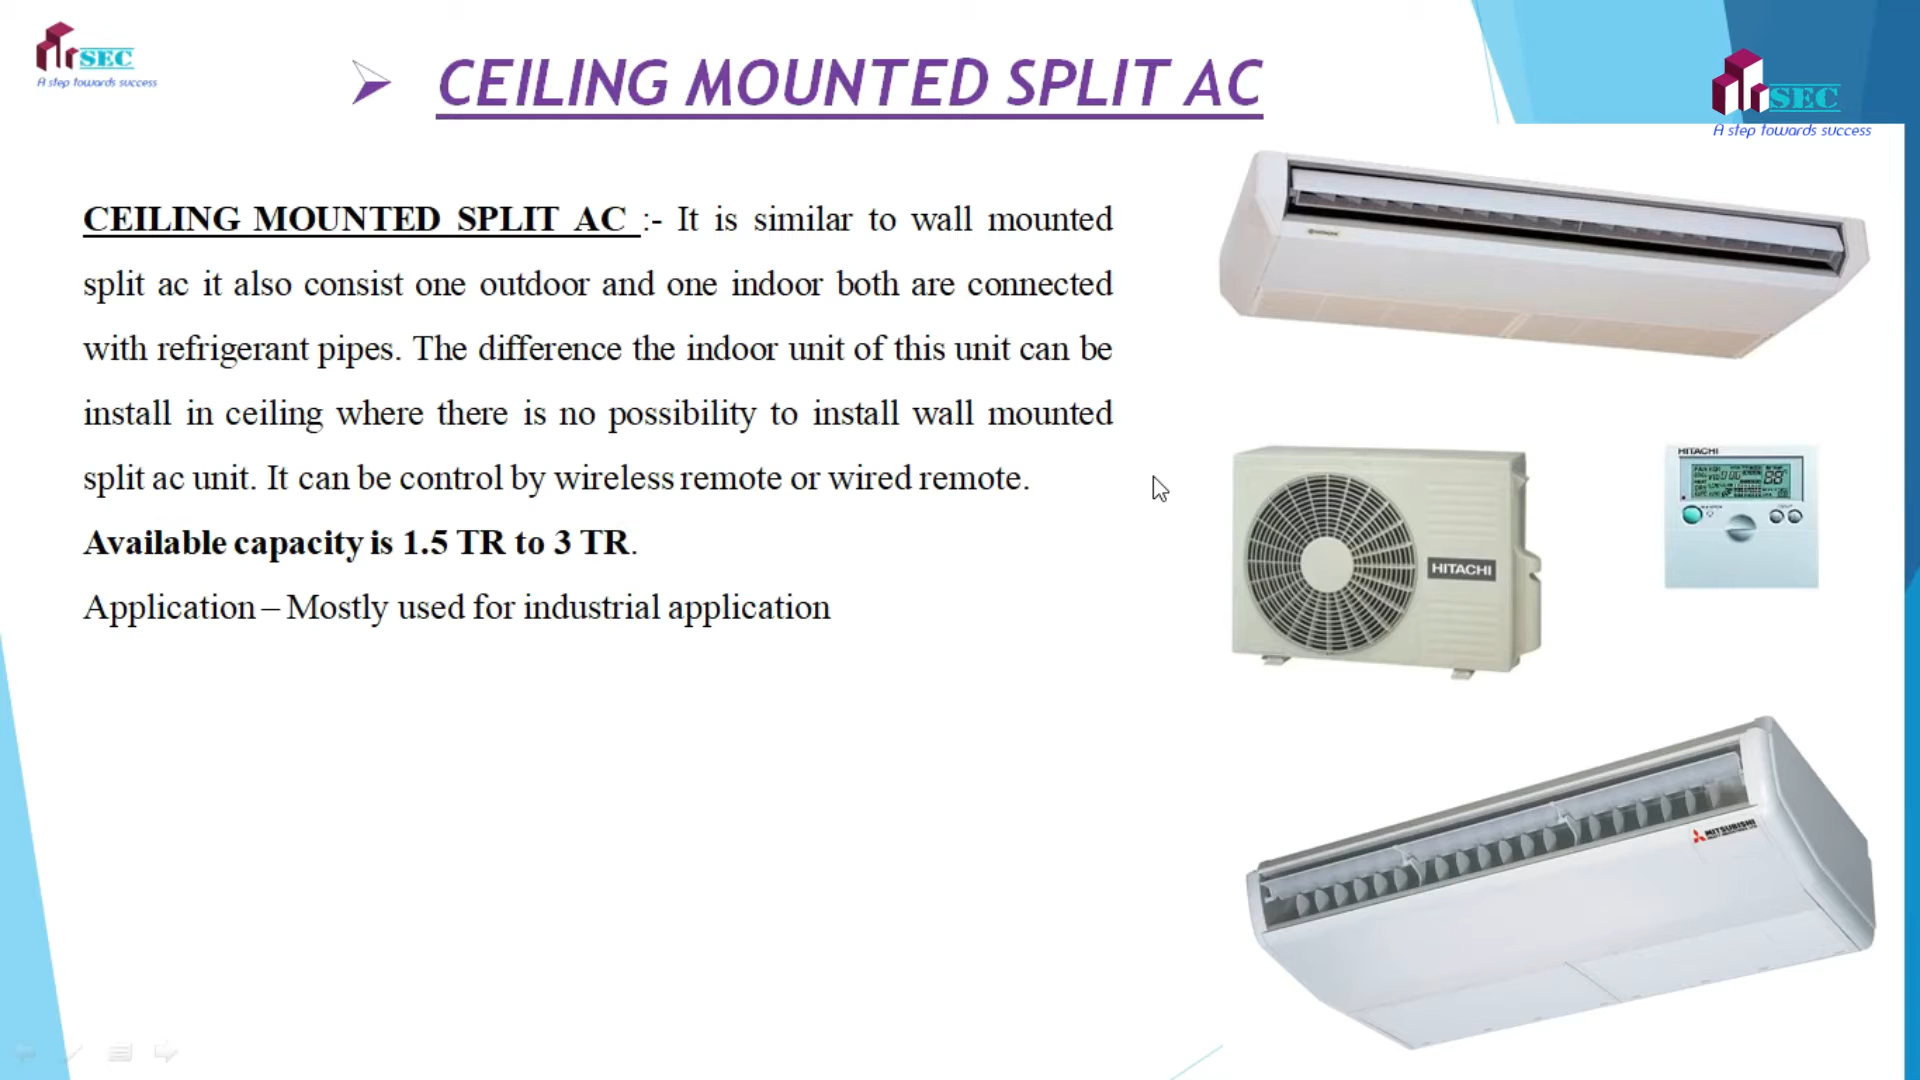 SEC
A step towards success
CEILING MOUNTED SPLIT AC
SEC
A step towards success
CEILING MOUNTED SPLIT AC :- It is similar to wall mounted
split ac it also consist one outdoor and one indoor both are connected
with refrigerant pipes. The difference the indoor unit of this unit can be
install in ceiling where there is no possibility to install wall mounted
split ac unit. It can be control by wireless remote or wired remote.
Available capacity is 1.5 TR to 3 TR.
Application – Mostly used for industrial application
HITACHI
HITACHI
HITACHI
MITSUBISHI